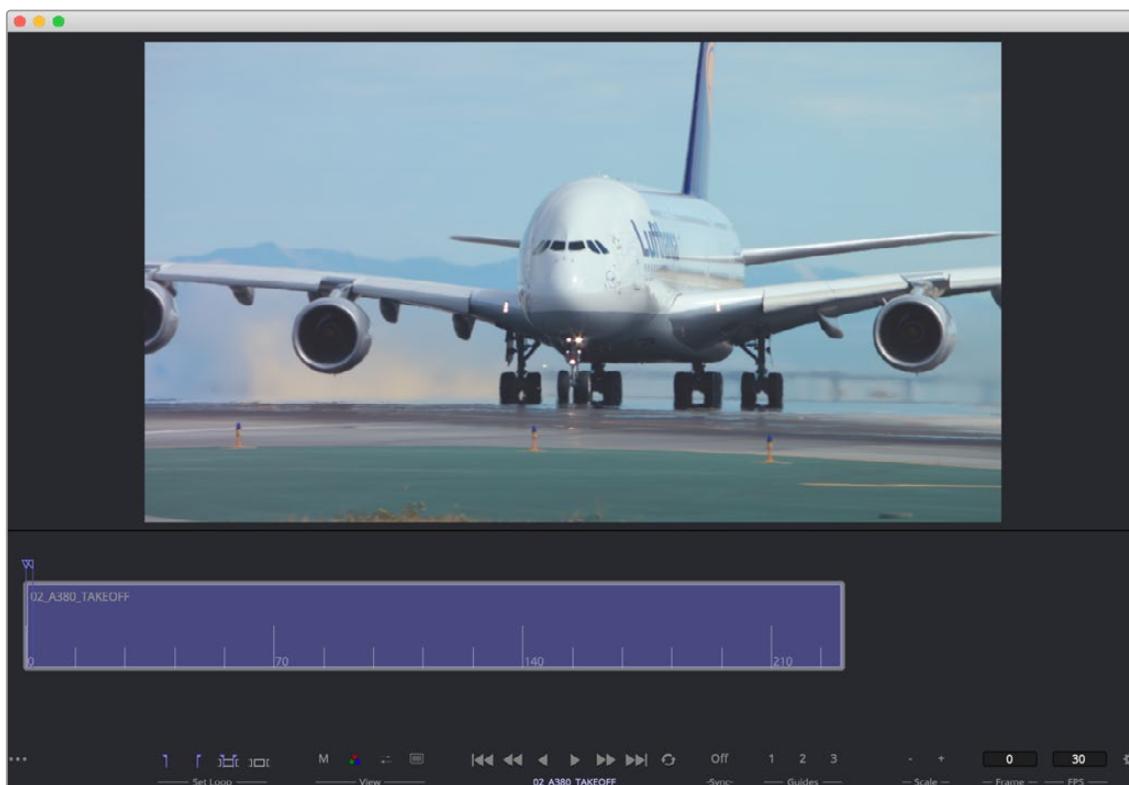 Lufthansa
02_A380_TAKEOFF
0 70 140 210
M Off 1 2 3 - + 0 30
Set Loop View 02_A380_TAKEOFF Sync Guides Scale Frame FPS